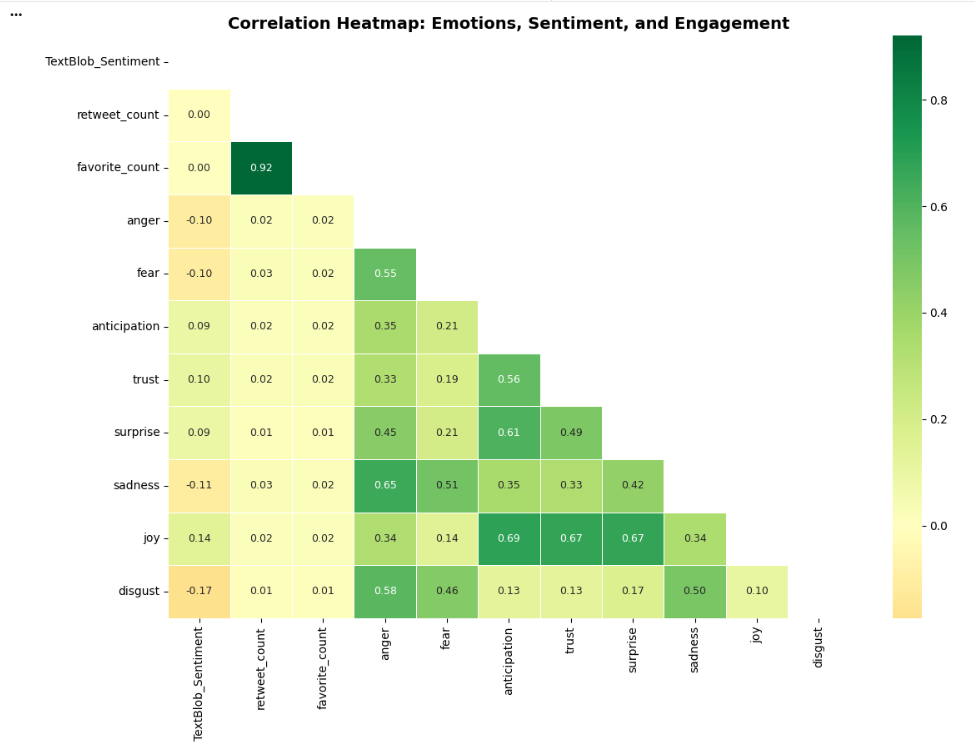 ...
Correlation Heatmap: Emotions, Sentiment, and Engagement
TextBlob_Sentiment
retweet_count 0.00
favorite_count 0.00 0.92
anger -0.10 0.02 0.02
fear -0.10 0.03 0.02 0.55
anticipation 0.09 0.02 0.02 0.35 0.21
trust 0.10 0.02 0.02 0.33 0.19 0.56
surprise 0.09 0.01 0.01 0.45 0.21 0.61 0.49
sadness -0.11 0.03 0.02 0.65 0.51 0.35 0.33 0.42
joy 0.14 0.02 0.02 0.34 0.14 0.69 0.67 0.67 0.34
disgust -0.17 0.01 0.01 0.58 0.46 0.13 0.13 0.17 0.50 0.10
TextBlob_Sentiment
retweet_count
favorite_count
anger
fear
anticipation
trust
surprise
sadness
joy
disgust
0.8
0.6
0.4
0.2
0.0